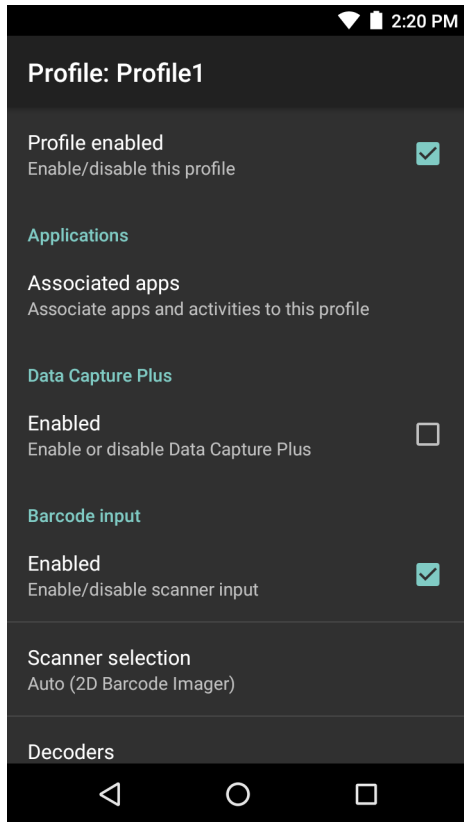 2:20 PM
Profile: Profile1
Profile enabled
Enable/disable this profile
Applications
Associated apps
Associate apps and activities to this profile
Data Capture Plus
Enabled
Enable or disable Data Capture Plus
Barcode input
Enabled
Enable/disable scanner input
Scanner selection
Auto (2D Barcode Imager)
Decoders